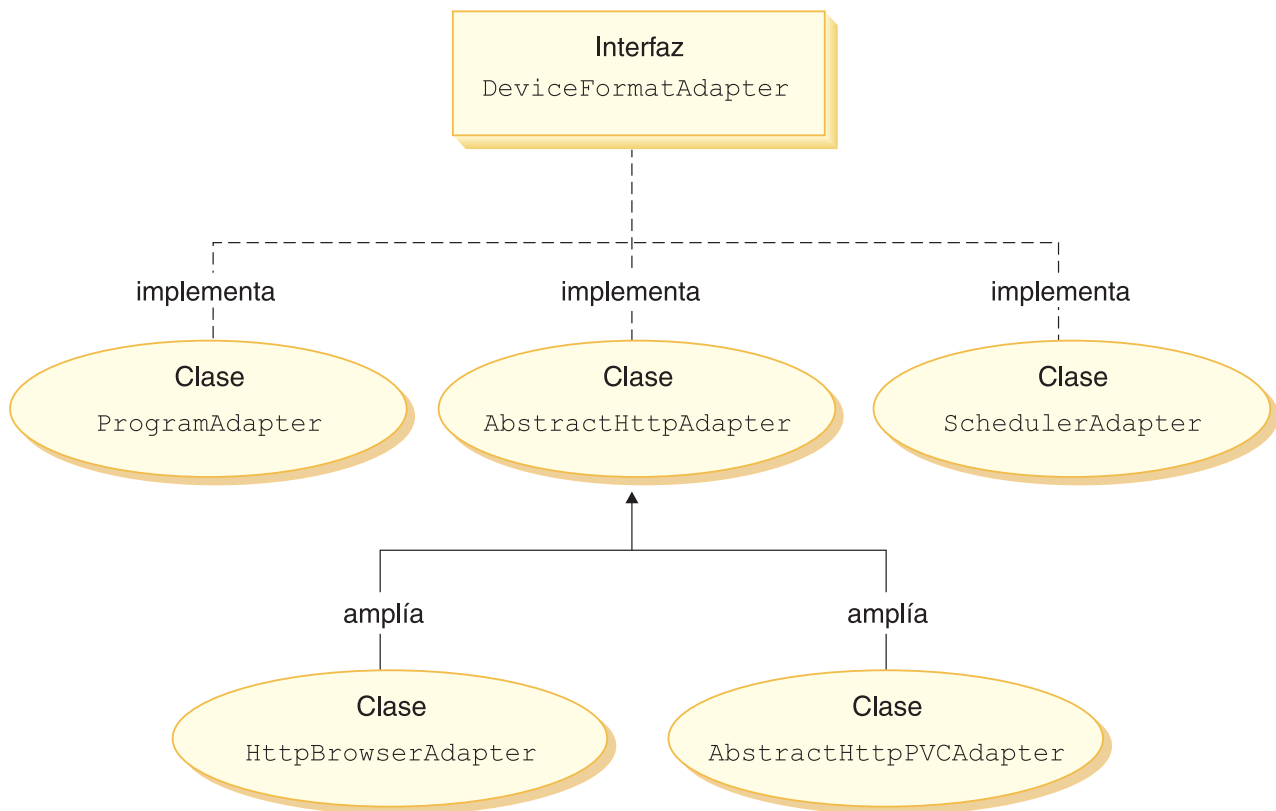 Interfaz
DeviceFormatAdapter
implementa
implementa
implementa
Clase
ProgramAdapter
Clase
AbstractHttpAdapter
Clase
SchedulerAdapter
amplía
amplía
Clase
HttpBrowserAdapter
Clase
AbstractHttpPVCAdapter